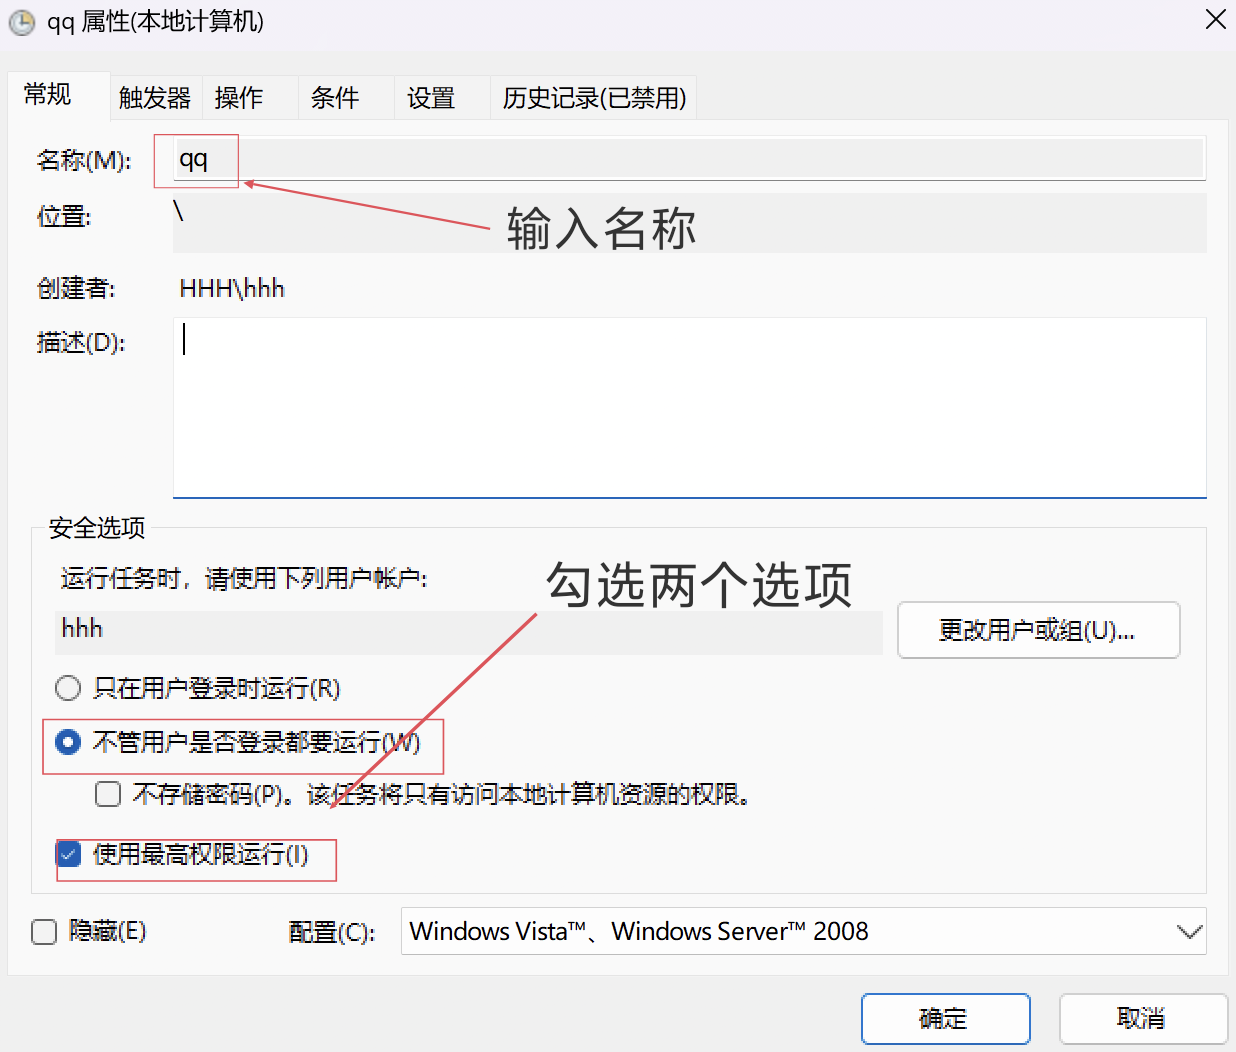 qq 属性(本地计算机)
常规 触发器 操作 条件 设置 历史记录(已禁用)
名称(M): qq
位置: \
输入名称
创建者: HHH\hhh
描述(D):
安全选项
运行任务时，请使用下列用户帐户:
勾选两个选项
hhh
更改用户或组(U)...
只在用户登录时运行(R)
不管用户是否登录都要运行(W)
不存储密码(P)。该任务将只有访问本地计算机资源的权限。
使用最高权限运行(I)
隐藏(E) 配置(C): Windows Vista™、Windows Server™ 2008
确定 取消